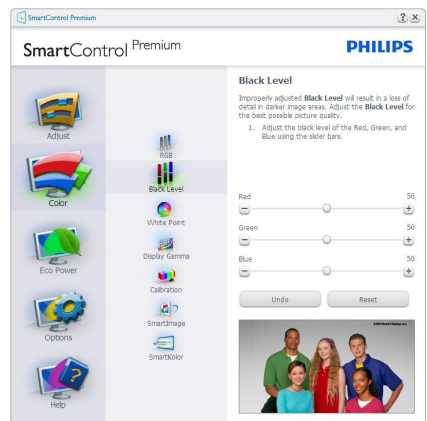 SmartControl Premium
? ×
SmartControl Premium
PHILIPS
Adjust
Color
Eco Power
Options
Help
RGB
Black Level
White Point
Display Gamma
Calibration
SmartImage
SmartKolor
Black Level
Improperly adjusted Black Level will result in a loss of
detail in darker image areas. Adjust the Black Level for
the best possible picture quality.
1. Adjust the black level of the Red, Green, and
Blue using the slider bars.
Red 50
Green 50
Blue 50
Undo Reset